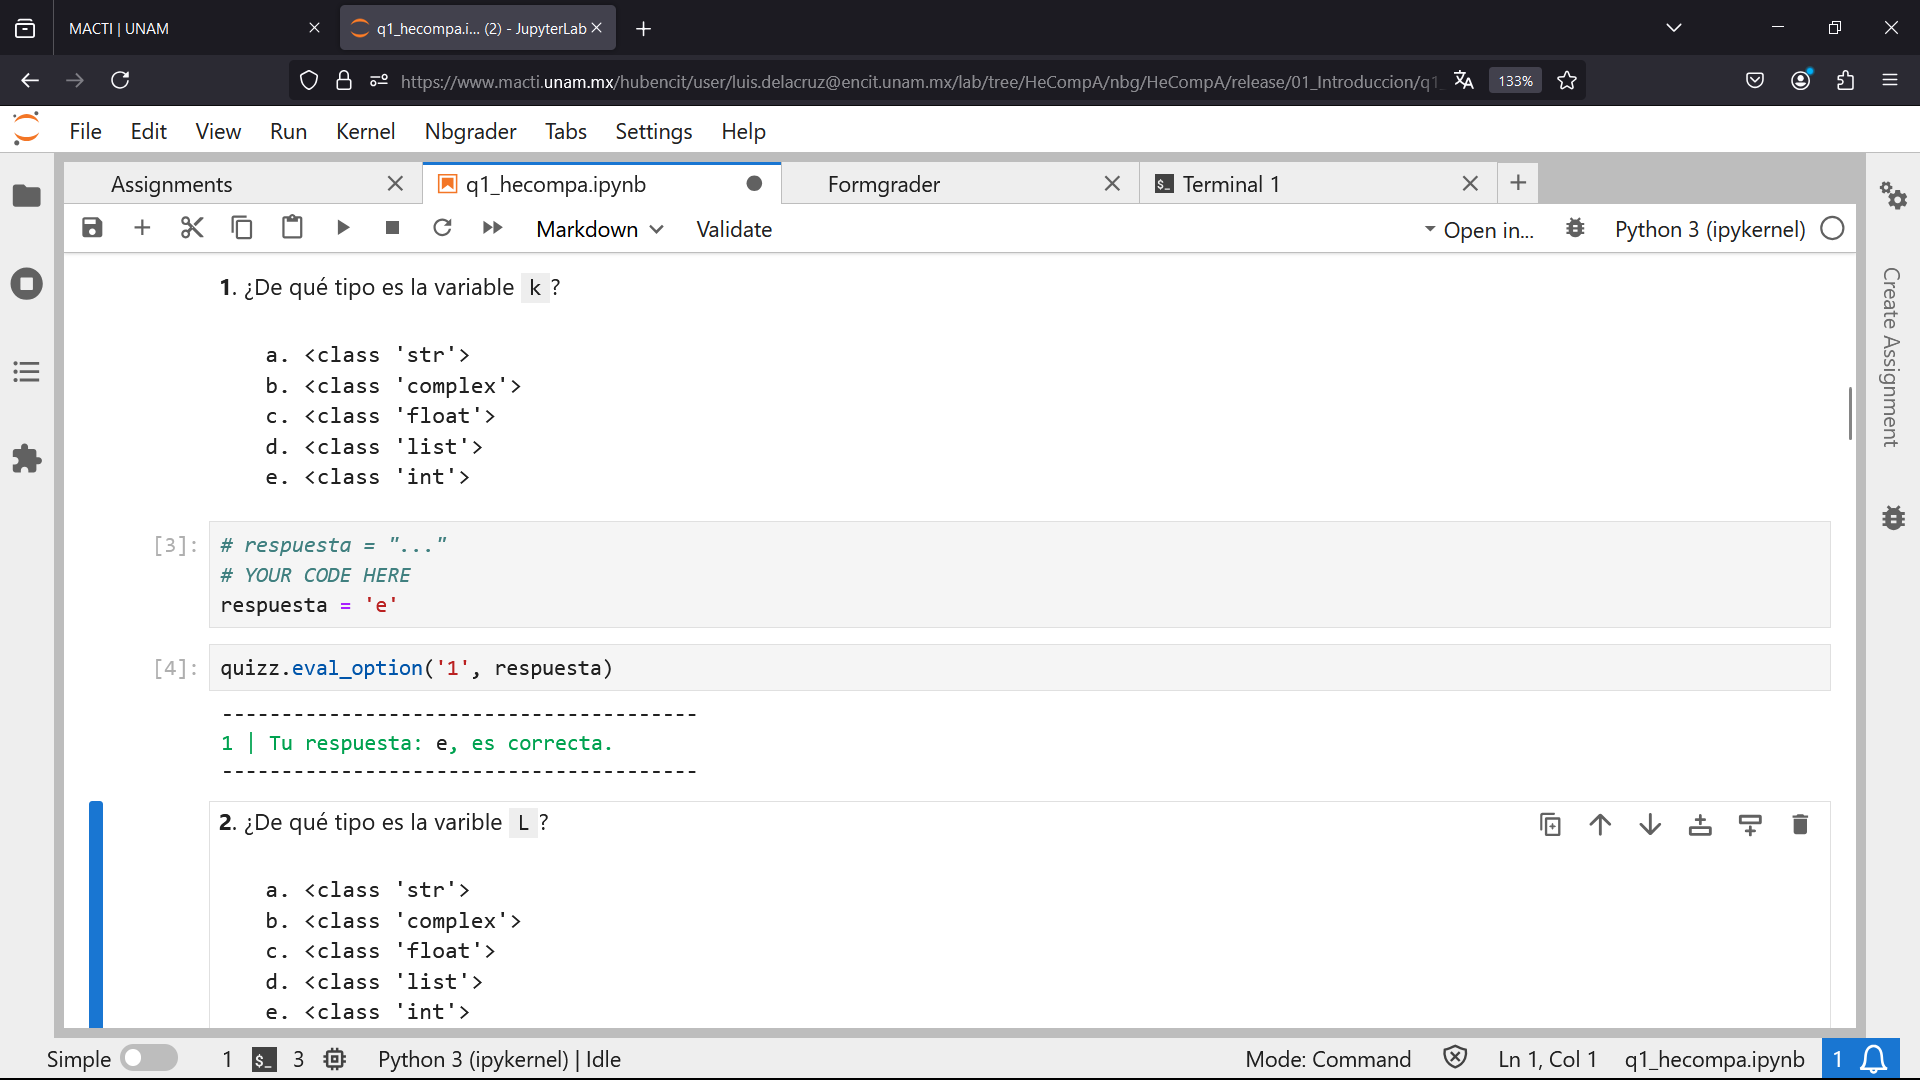 MACTI | UNAM
q1_hecompa.i... (2) - JupyterLab
https://www.macti.unam.mx/hubencit/user/luis.delacruz@encit.unam.mx/lab/tree/HeCompA/nbg/HeCompA/release/01_Introduccion/q1_
133%
File Edit View Run Kernel Nbgrader Tabs Settings Help
Assignments
q1_hecompa.ipynb
Formgrader
Terminal 1
Markdown
Validate
Open in...
Python 3 (ipykernel)
Create Assignment
1. ¿De qué tipo es la variable k ?
a. <class 'str'>
b. <class 'complex'>
c. <class 'float'>
d. <class 'list'>
e. <class 'int'>
[3]: # respuesta = "..."
# YOUR CODE HERE
respuesta = 'e'
[4]: quizz.eval_option('1', respuesta)
----------------------------------------
1 | Tu respuesta: e, es correcta.
----------------------------------------
2. ¿De qué tipo es la varible L ?
a. <class 'str'>
b. <class 'complex'>
c. <class 'float'>
d. <class 'list'>
e. <class 'int'>
Simple 1 $_ 3 Python 3 (ipykernel) | Idle Mode: Command Ln 1, Col 1 q1_hecompa.ipynb 1